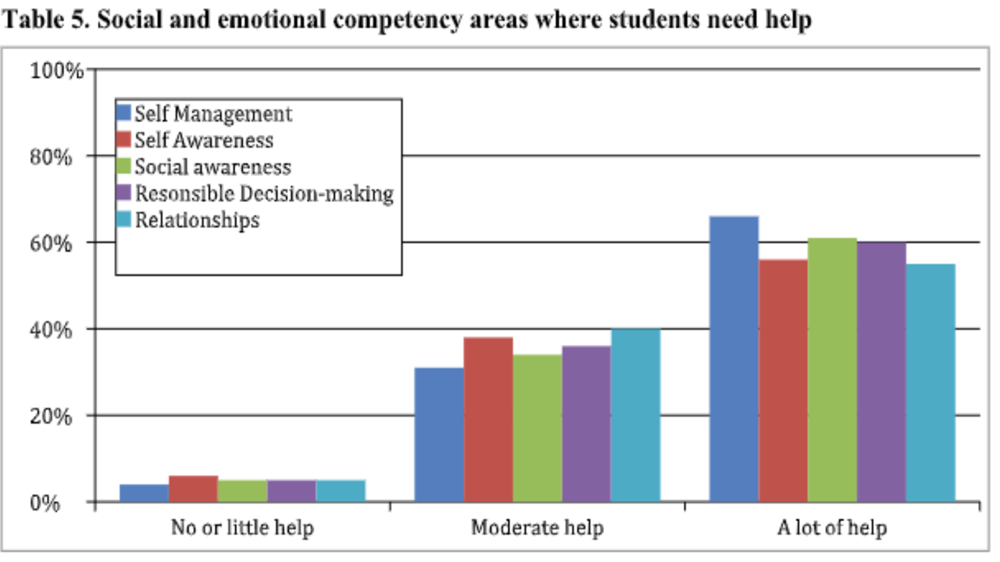 Table 5. Social and emotional competency areas where students need help
100%
80%
60%
40%
20%
0%
Self Management
Self Awareness
Social awareness
Resonsible Decision-making
Relationships
No or little help
Moderate help
A lot of help